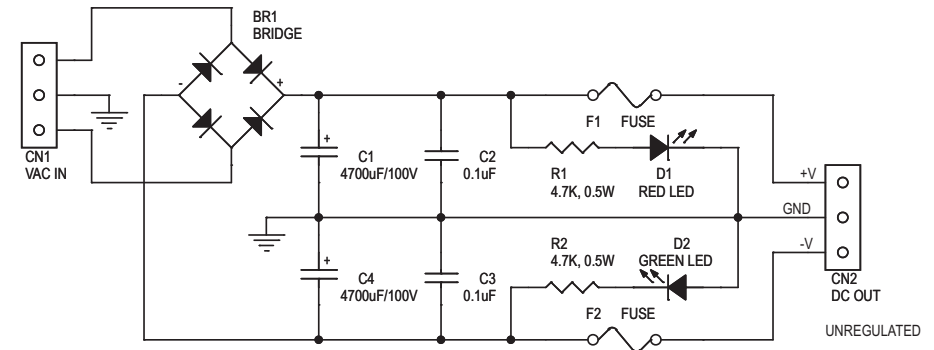 BR1
BRIDGE
-
+
CN1
VAC IN
F1 FUSE
+
C1
4700uF/100V
C2
0.1uF
R1
4.7K, 0.5W
D1
RED LED
+V
GND
-V
R2
4.7K, 0.5W
D2
GREEN LED
+
C4
4700uF/100V
C3
0.1uF
F2 FUSE
CN2
DC OUT
UNREGULATED